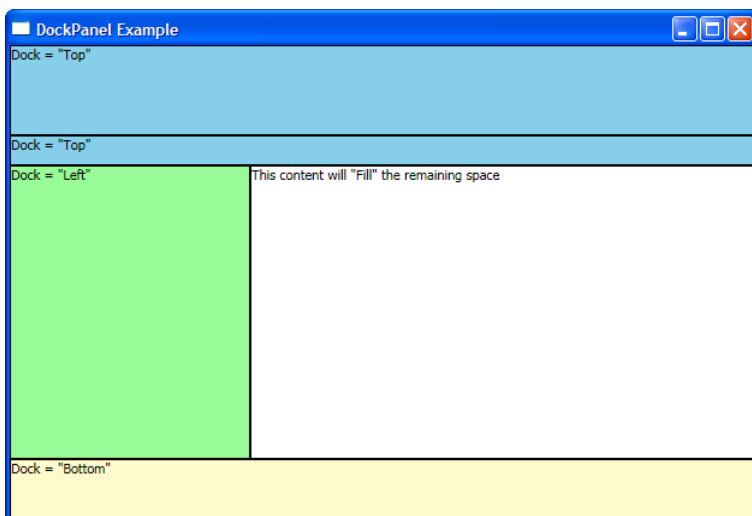 DockPanel Example
Dock = "Top"
Dock = "Top"
Dock = "Left"
This content will "Fill" the remaining space
Dock = "Bottom"